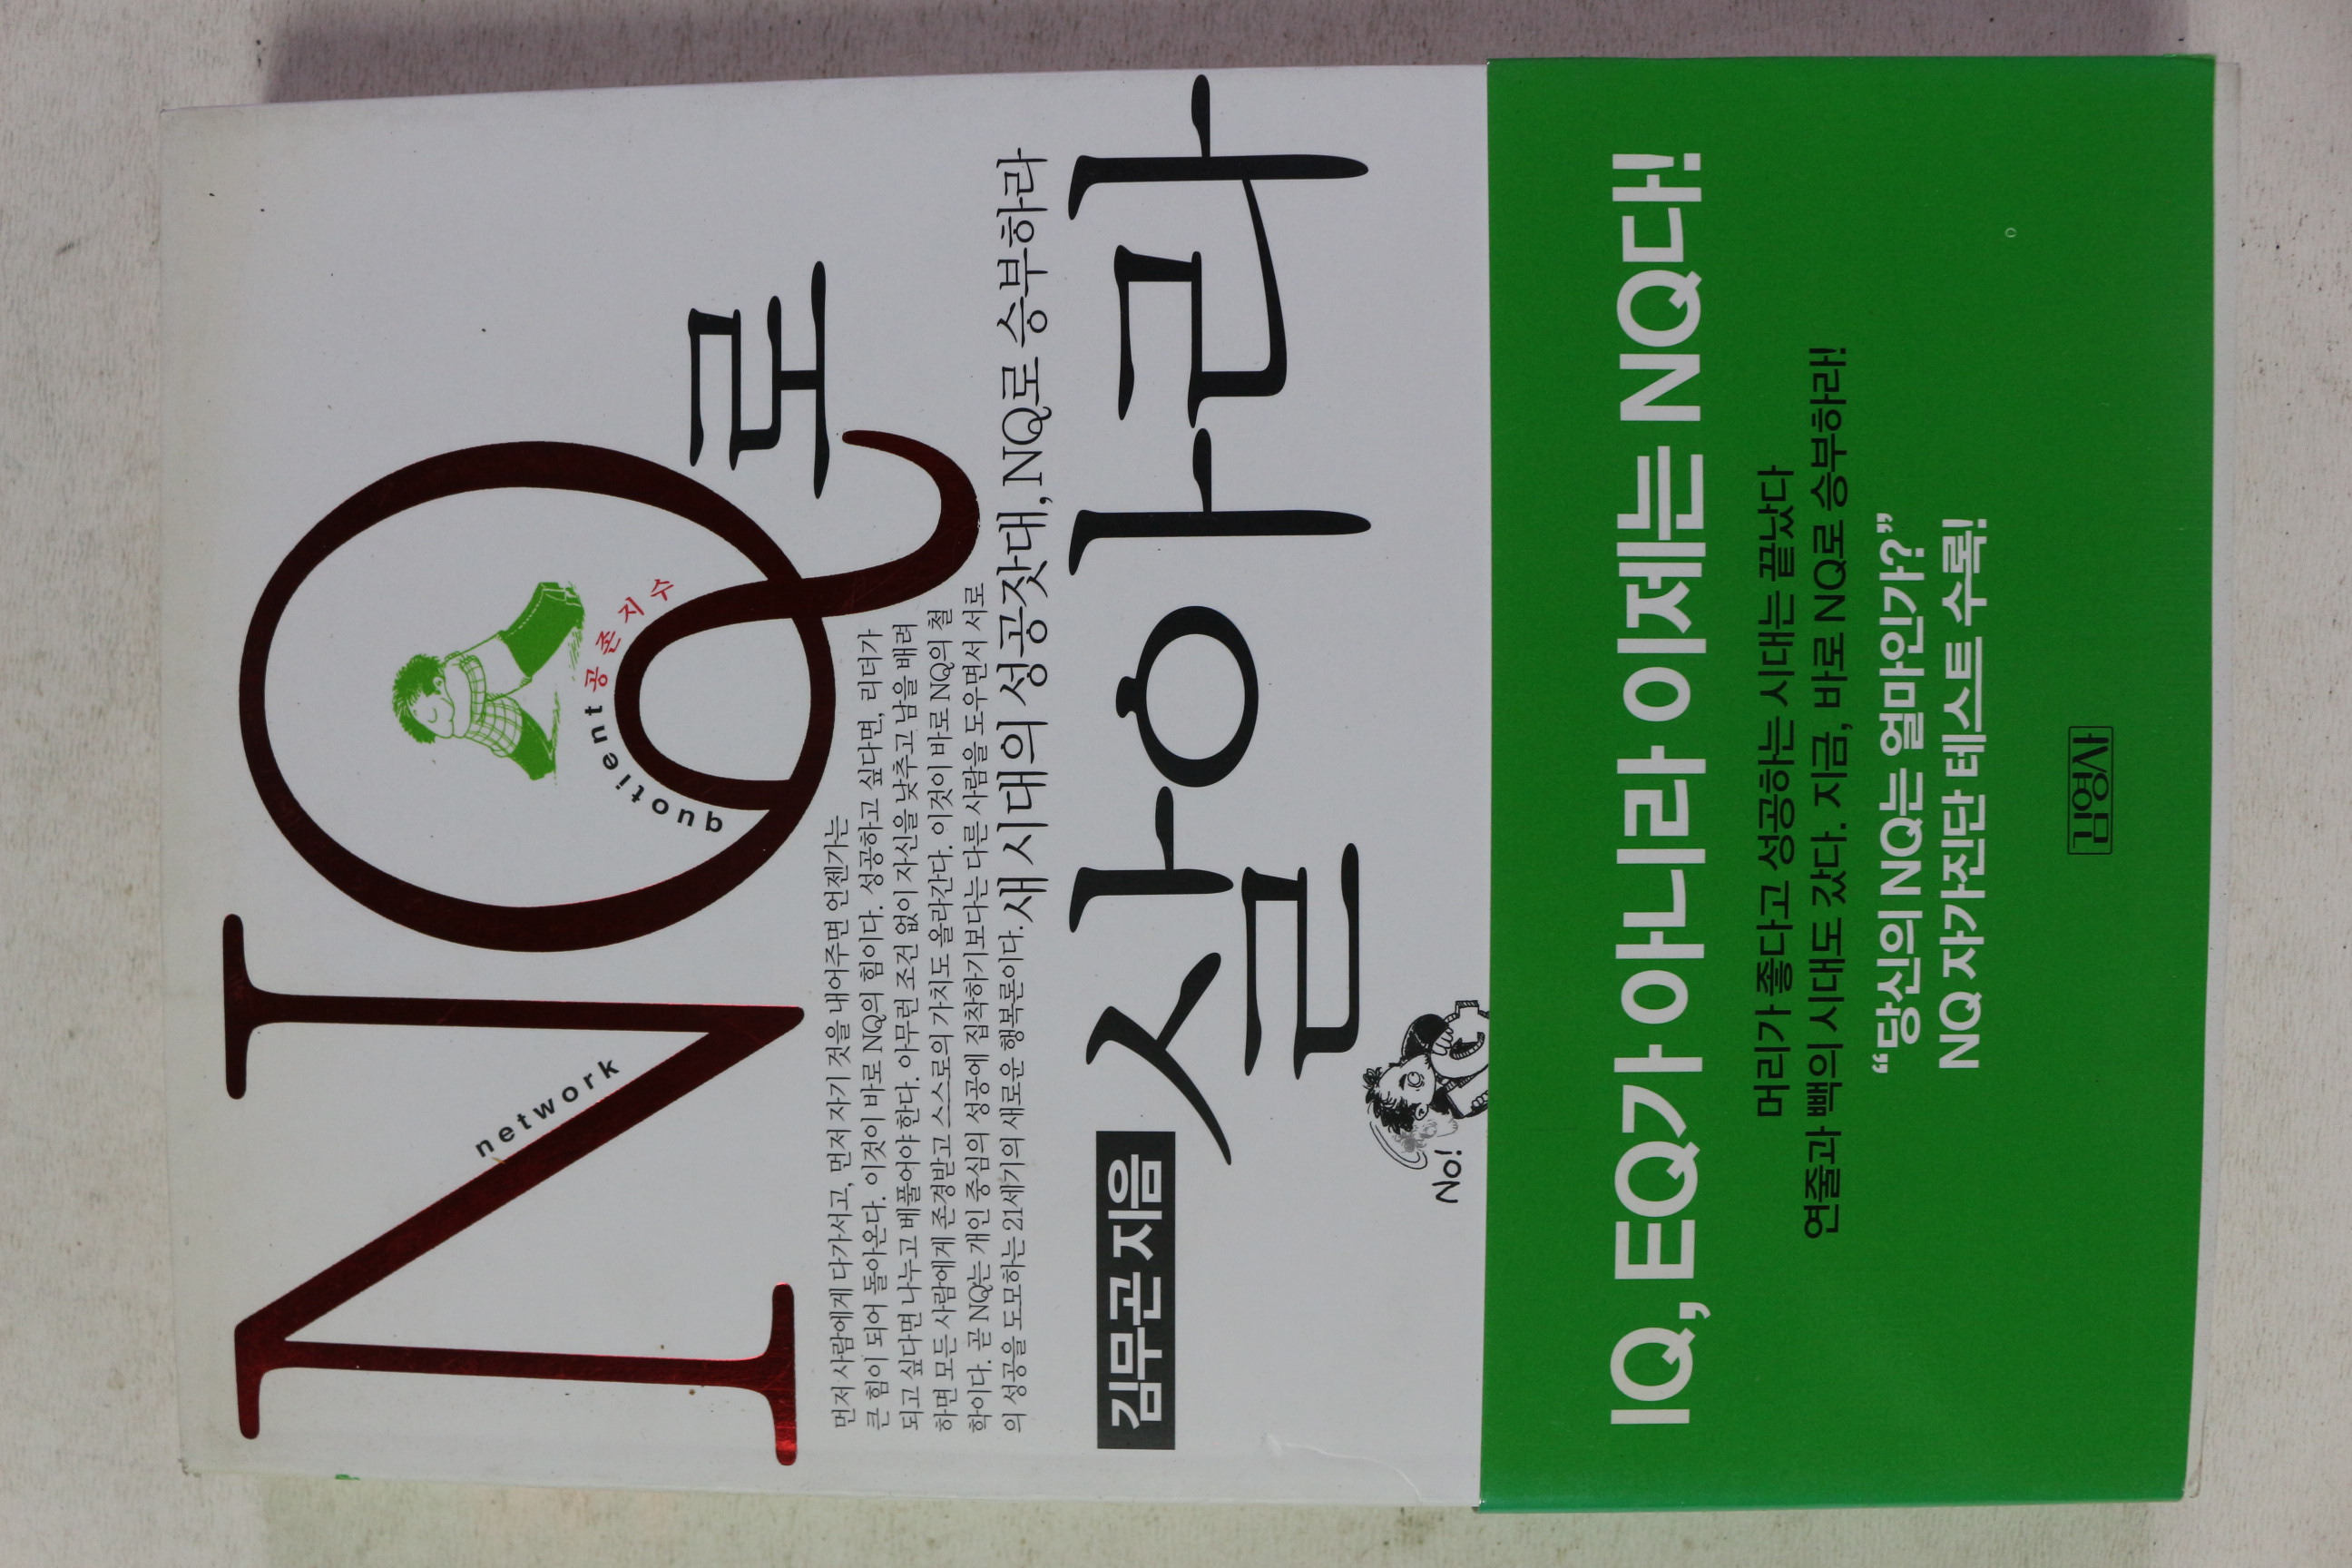 NQ로
network
quotient 공존지수
먼저 사람에게 다가서고, 먼저 자기 것을 내어주면 언젠가는
큰 힘이 되어 돌아온다. 이것이 바로 NQ의 힘이다. 성공하고 싶다면, 리더가
되고 싶다면 나누고 베풀어야 한다. 아무런 조건 없이 자신을 낮추고 남을 배려
하면 모든 사람에게 존경받고 스스로의 가치도 올라간다. 이것이 바로 NQ의 철
학이다. 곧 NQ는 개인 중심의 성공에 집착하기보다는 다른 사람을 도우면서 서로
의 성공을 도모하는 21세기의 새로운 행복론이다. 새 시대의 성공잣대, NQ로 승부하라
김무곤 지음
살아라
No!
IQ, EQ가 아니라 이제는 NQ다!
머리가 좋다고 성공하는 시대는 끝났다
연줄과 빽의 시대도 갔다. 지금, 바로 NQ로 승부하라!
“당신의 NQ는 얼마인가?”
NQ 자가진단 테스트 수록!
김영사